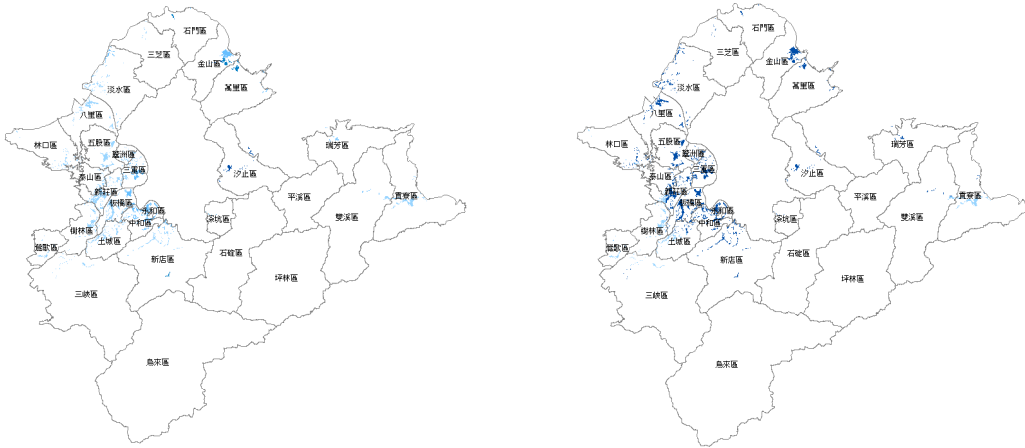 石門區
三芝區
金山區
淡水區
萬里區
八里區
林口區
五股區
蘆洲區
瑞芳區
三重區
泰山區
汐止區
新莊區
板橋區
平溪區
貢寮區
永和區
中和區
深坑區
雙溪區
樹林區
土城區
鶯歌區
新店區
石碇區
坪林區
三峽區
烏來區
石門區
三芝區
金山區
淡水區
萬里區
八里區
林口區
五股區
蘆洲區
瑞芳區
三重區
泰山區
汐止區
新莊區
板橋區
平溪區
貢寮區
永和區
中和區
深坑區
雙溪區
樹林區
土城區
鶯歌區
新店區
石碇區
坪林區
三峽區
烏來區